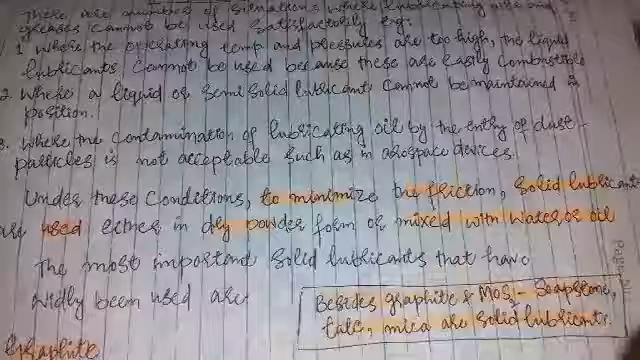 There are number of situations where lubricating oils and
greases cannot be used satisfactorily eg:
1 Where the operating temp and pressures are too high, the liquid
lubricants cannot be used because these are easily combustible
2. Where a liquid or semisolid lubricant cannot be maintained in
position.
3. Where the contamination of lubricating oil by the entry of dust-
particles is not acceptable such as in aerospace devices.
Under these Conditions, to minimize the friction, solid lubricants
are used either in dry powder form or mixed with water or oil
The most important solid lubricants that have
widly been used are
Besides graphite & MoS2 - Soapstone,
talc, mica are solid lubricants.
Graphite